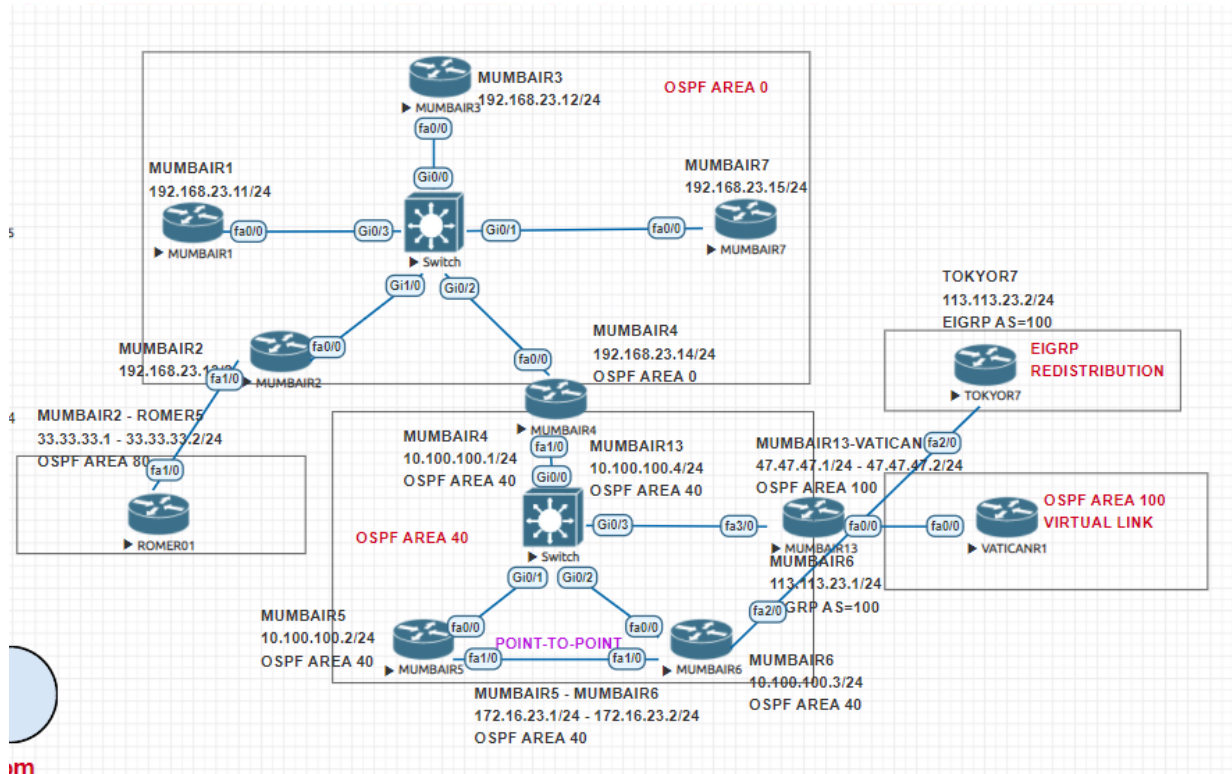 MUMBAIR3
192.168.23.12/24
OSPF AREA 0
MUMBAIR3
fa0/0
MUMBAIR1
192.168.23.11/24
MUMBAIR7
192.168.23.15/24
Gi0/0
fa0/0
Gi0/3
Gi0/1
fa0/0
MUMBAIR1
Switch
MUMBAIR7
Gi1/0
Gi0/2
TOKYOR7
113.113.23.2/24
EIGRP AS=100
MUMBAIR4
192.168.23.14/24
OSPF AREA 0
MUMBAIR2
192.168.23.
fa0/0
fa0/0
fa1/0
MUMBAIR2
EIGRP
REDISTRIBUTION
TOKYOR7
MUMBAIR2 - ROMER5
33.33.33.1 - 33.33.33.2/24
OSPF AREA 80
fa1/0
ROMER01
MUMBAIR4
MUMBAIR4
10.100.100.1/24
OSPF AREA 40
fa1/0
Gi0/0
MUMBAIR13
10.100.100.4/24
OSPF AREA 40
MUMBAIR13-VATICAN
47.47.47.1/24 - 47.47.47.2/24
OSPF AREA 100
fa2/0
OSPF AREA 100
VIRTUAL LINK
OSPF AREA 40
Gi0/3
fa3/0
fa0/0
fa0/0
Switch
MUMBAIR13
VATICANR1
Gi0/1
Gi0/2
MUMBAIR6
113.113.23.1/24
GRP AS=100
fa2/0
MUMBAIR5
10.100.100.2/24
OSPF AREA 40
fa0/0
fa0/0
POINT-TO-POINT
fa1/0
fa1/0
MUMBAIR5
MUMBAIR6
MUMBAIR6
10.100.100.3/24
OSPF AREA 40
MUMBAIR5 - MUMBAIR6
172.16.23.1/24 - 172.16.23.2/24
OSPF AREA 40
om